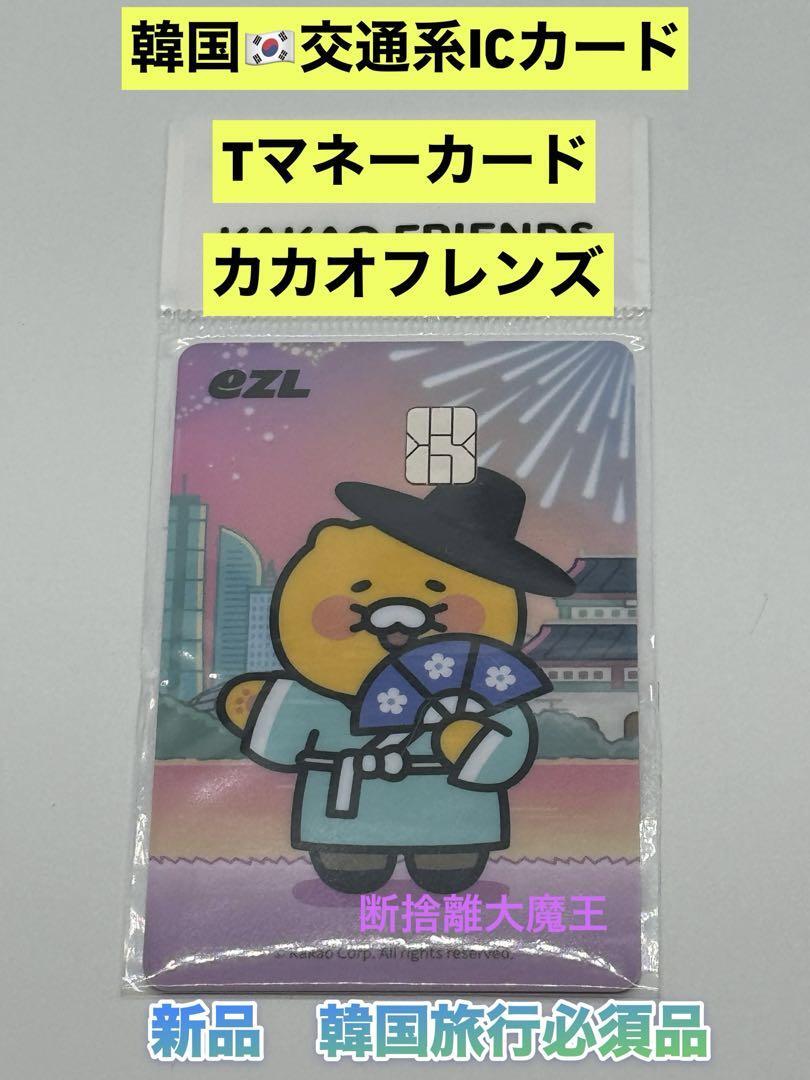 韓国🇰🇷交通系ICカード
Tマネーカード
KAKAO FRIENDS
カカオフレンズ
eZL
断捨離大魔王
© Kakao Corp. All rights reserved.
新品 韓国旅行必須品